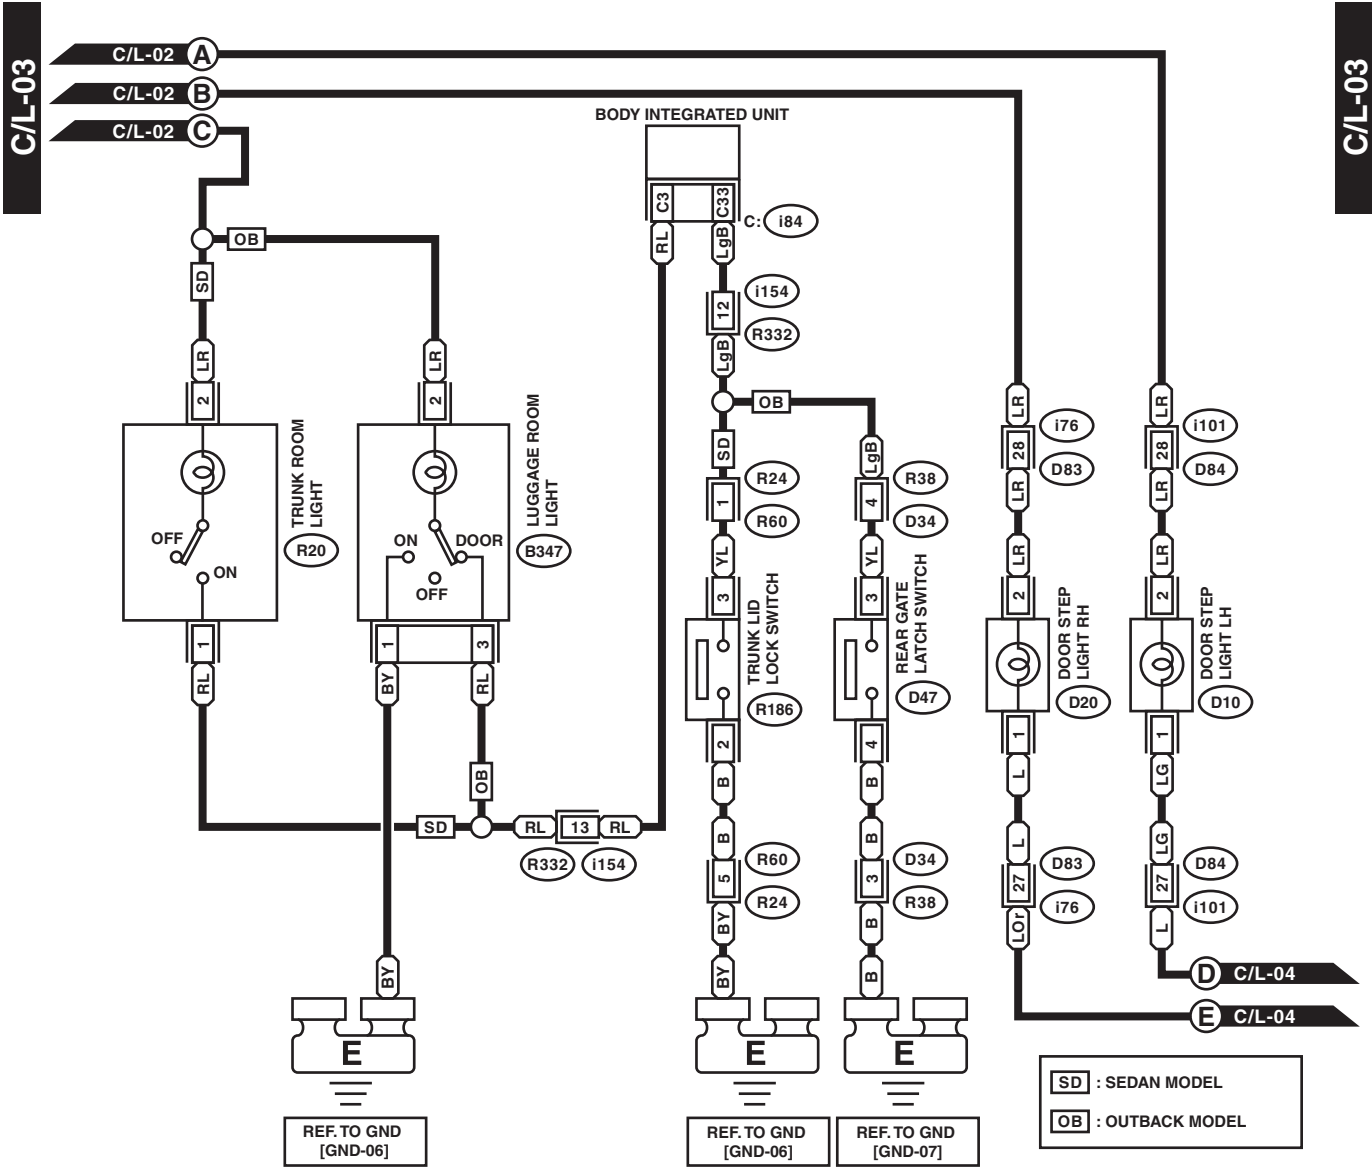 C/L-03
C/L-03
C/L-02 A
C/L-02 B
C/L-02 C
BODY INTEGRATED UNIT
C3
C33
C: i84
RL
LgB
OB
SD
i154
12
R332
LgB
LR
LR
2
2
OB
SD
LgB
LR
LR
i76
i101
28
28
D83
D84
LR
LR
TRUNK ROOM
LIGHT
R20
OFF
ON
LUGGAGE ROOM
LIGHT
B347
ON
DOOR
OFF
R24
1
R60
R38
4
D34
YL
YL
LR
LR
3
3
2
2
TRUNK LID
LOCK SWITCH
R186
REAR GATE
LATCH SWITCH
D47
DOOR STEP
LIGHT RH
D20
DOOR STEP
LIGHT LH
D10
1
1
3
RL
BY
RL
2
4
1
1
B
B
L
LG
OB
SD
RL
13
RL
R332
i154
B
B
L
LG
R60
5
R24
D34
3
R38
D83
27
i76
D84
27
i101
BY
B
LOr
L
BY
BY
B
D C/L-04
E C/L-04
E
E
E
REF. TO GND
[GND-06]
REF. TO GND
[GND-06]
REF. TO GND
[GND-07]
SD : SEDAN MODEL
OB : OUTBACK MODEL